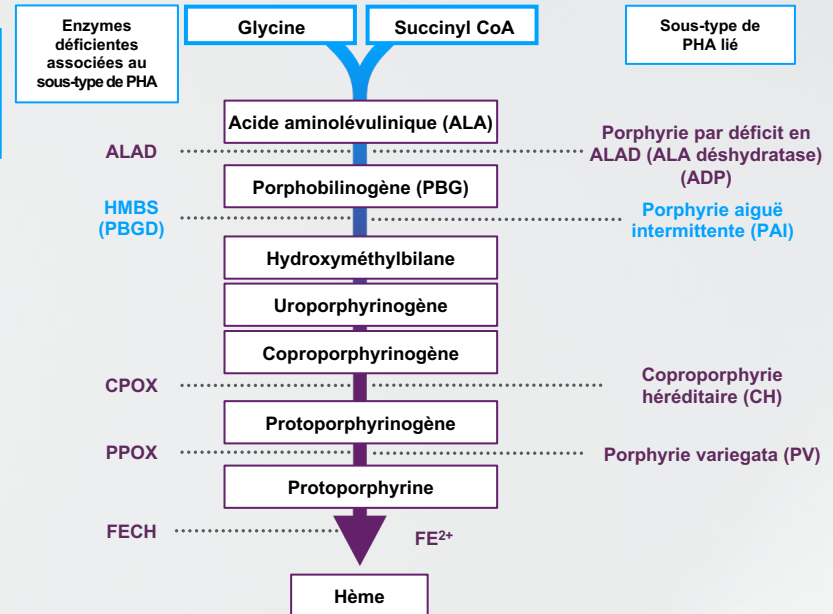 Enzymes
déficientes
associées au
sous-type de PHA
Glycine
Succinyl CoA
Sous-type de
PHA lié
Acide aminolévulinique (ALA)
ALAD
Porphyrie par déficit en
ALAD (ALA déshydratase)
(ADP)
Porphobilinogène (PBG)
HMBS
(PBGD)
Porphyrie aiguë
intermittente (PAI)
Hydroxyméthylbilane
Uroporphyrinogène
Coproporphyrinogène
CPOX
Coproporphyrie
héréditaire (CH)
Protoporphyrinogène
PPOX
Porphyrie variegata (PV)
Protoporphyrine
FECH
FE²⁺
Hème